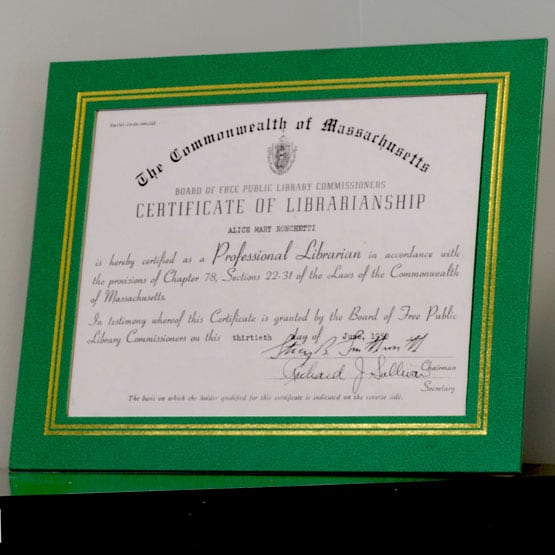 The Commonwealth of Massachusetts
BOARD OF FREE PUBLIC LIBRARY COMMISSIONERS
CERTIFICATE OF LIBRARIANSHIP
ALICE MARY RONCHETTI
is hereby certified as a Professional Librarian in accordance with
the provisions of Chapter 78, Sections 22-31 of the Laws of the Commonwealth
of Massachusetts.
In testimony whereof this Certificate is granted by the Board of Free Public
Library Commissioners on this thirtieth day of
Richard J Sullivan Chairman
Secretary
The basis on which the holder qualified for this certificate is indicated on the reverse side.